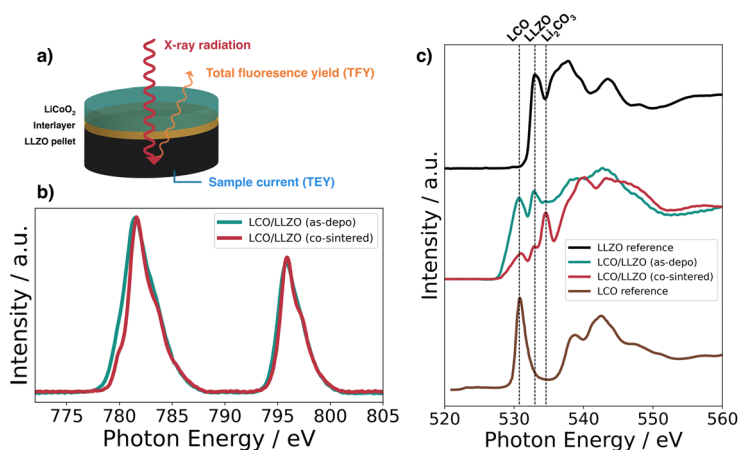 a)
X-ray radiation
Total fluoresence yield (TFY)
LiCoO₂
Interlayer
LLZO pellet
Sample current (TEY)
b)
Intensity / a.u.
LCO/LLZO (as-depo)
LCO/LLZO (co-sintered)
775 780 785 790 795 800 805
Photon Energy / eV
c)
LCO
LLZO
Li₂CO₃
Intensity / a.u.
LLZO reference
LCO/LLZO (as-depo)
LCO/LLZO (co-sintered)
LCO reference
520 530 540 550 560
Photon Energy / eV